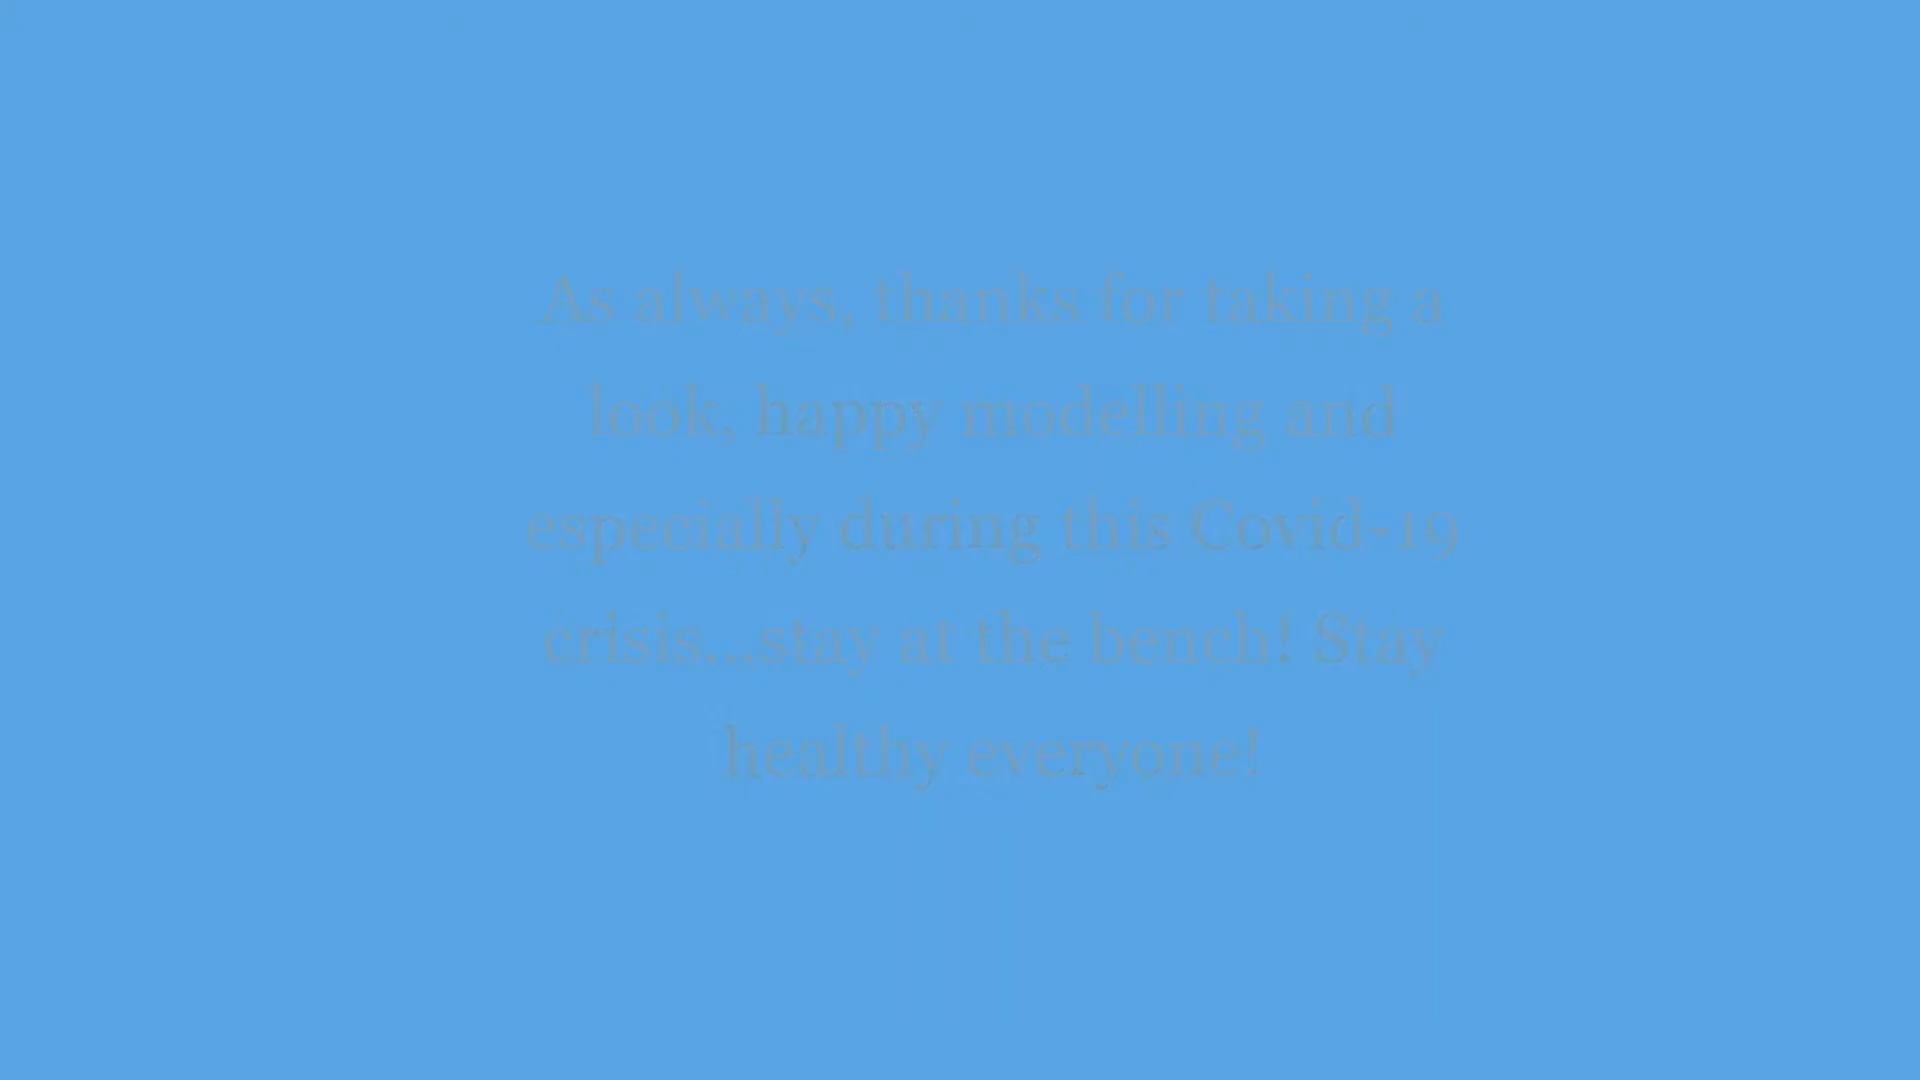 As always, thanks for taking a
look, happy modelling and
especially during this Covid-19
crisis...stay at the bench! Stay
healthy everyone!